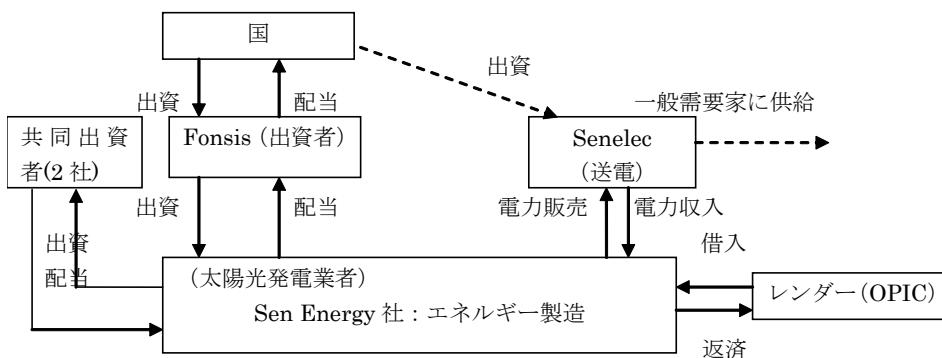 国
出資
出資
配当
一般需要家に供給
共 同 出 資
者(2 社)
Fonsis（出資者）
Senelec
（送電）
出資
配当
電力販売
電力収入
出資
配当
借入
（太陽光発電業者）
Sen Energy 社：エネルギー製造
レンダー（OPIC）
返済